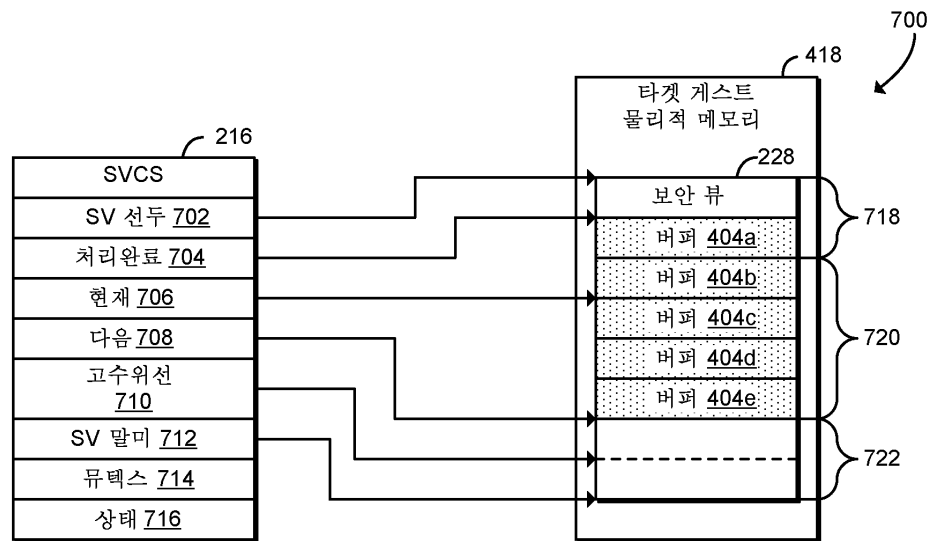 700
418
타겟 게스트
물리적 메모리
216
SVCS
SV 선두 702
처리완료 704
현재 706
다음 708
고수위선
710
SV 말미 712
뮤텍스 714
상태 716
228
보안 뷰
버퍼 404a
버퍼 404b
버퍼 404c
버퍼 404d
버퍼 404e
718
720
722